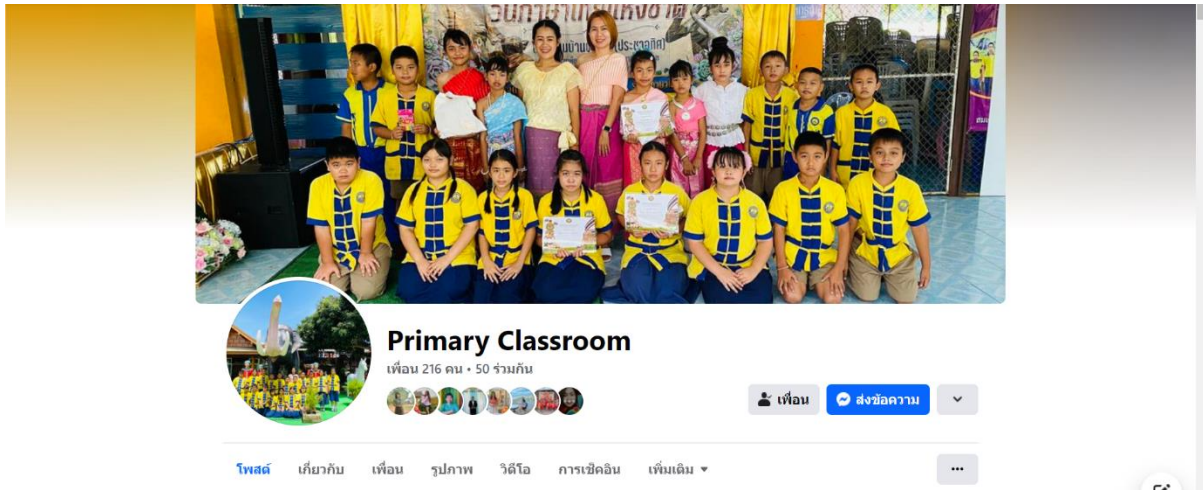 Primary Classroom
เพื่อน 216 คน • 50 ร่วมกัน
เพื่อน
ส่งข้อความ
โพสต์ เกี่ยวกับ เพื่อน รูปภาพ วิดีโอ การเช็คอิน เพิ่มเติม